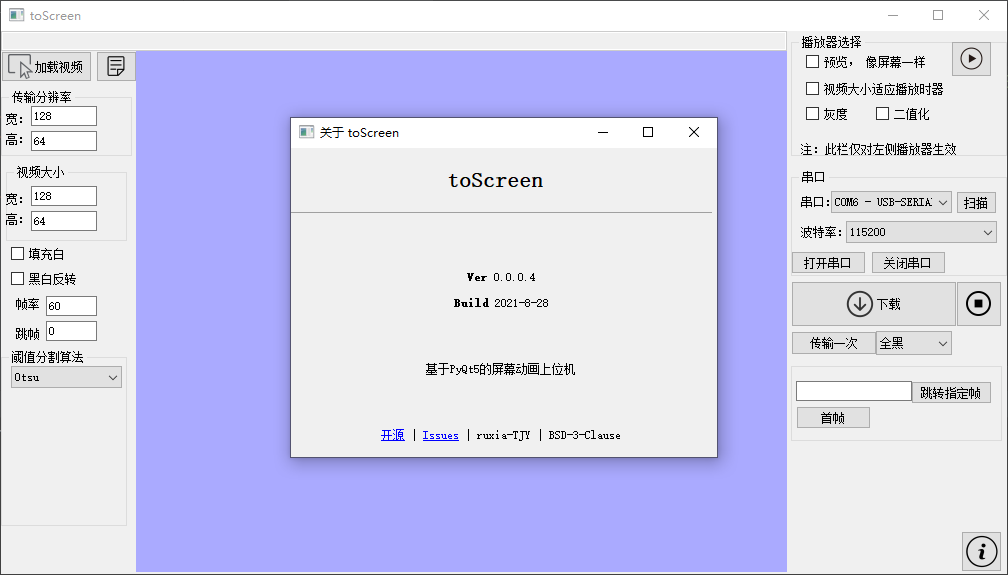 toScreen
加载视频
传输分辨率
宽：
128
高：
64
视频大小
宽：
128
高：
64
填充白
黑白反转
帧率
60
跳帧
0
阈值分割算法
Otsu
关于 toScreen
toScreen
Ver 0.0.0.4
Build 2021-8-28
基于PyQt5的屏幕动画上位机
开源 | Issues | ruxia-TJY | BSD-3-Clause
播放器选择
预览， 像屏幕一样
视频大小适应播放时器
灰度
二值化
注：此栏仅对左侧播放器生效
串口
串口:
COM6 - USB-SERIA
扫描
波特率：
115200
打开串口
关闭串口
下载
传输一次
全黑
跳转指定帧
首帧